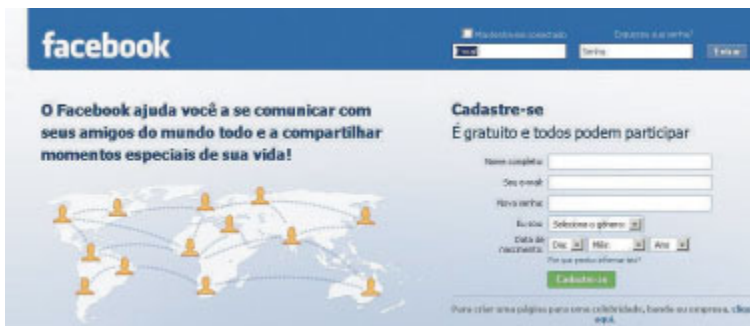 facebook
Mantenha-me conectado Esqueceu sua senha?
Email Senha Entrar
O Facebook ajuda você a se comunicar com
seus amigos do mundo todo e a compartilhar
momentos especiais de sua vida!
Cadastre-se
É gratuito e todos podem participar
Nome completo:
Seu e-mail:
Nova senha:
Eu sou: Selecione o gênero:
Data de
nascimento: Dia: Mês: Ano:
Por que preciso informar isto?
Cadastre-se
Para criar uma página para uma celebridade, banda ou empresa, clique
aqui.